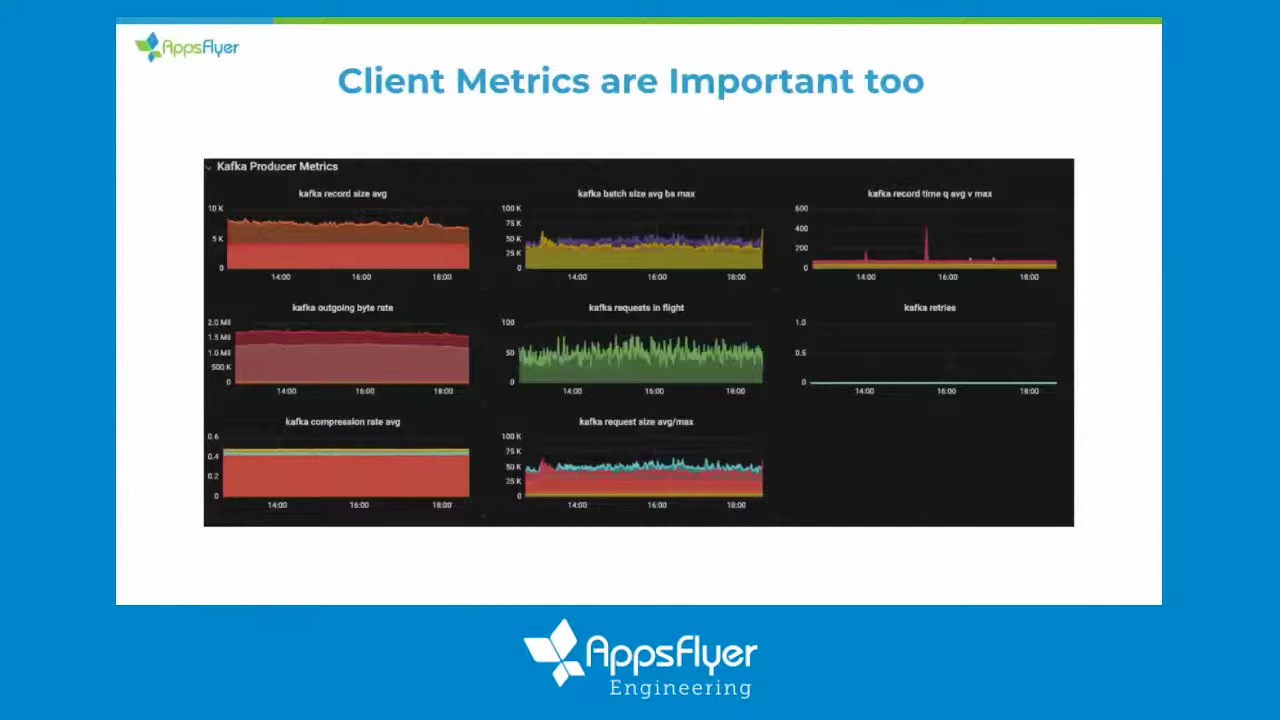 AppsFlyer
Client Metrics are Important too
Kafka Producer Metrics
kafka record size avg
10 K
5 K
0
14:00 16:00 18:00
kafka batch size avg bs max
100 K
75 K
50 K
25 K
0
14:00 16:00 18:00
kafka record time q avg v max
600
400
200
0
14:00 16:00 18:00
kafka outgoing byte rate
2.0 Mil
1.5 Mil
1.0 Mil
500 K
0
14:00 16:00 18:00
kafka requests in flight
100
50
0
14:00 16:00 18:00
kafka retries
1.0
0.5
0
14:00 16:00 18:00
kafka compression rate avg
0.6
0.4
0.2
0
14:00 16:00 18:00
kafka request size avg/max
100 K
75 K
50 K
25 K
0
14:00 16:00 18:00
AppsFlyer
Engineering